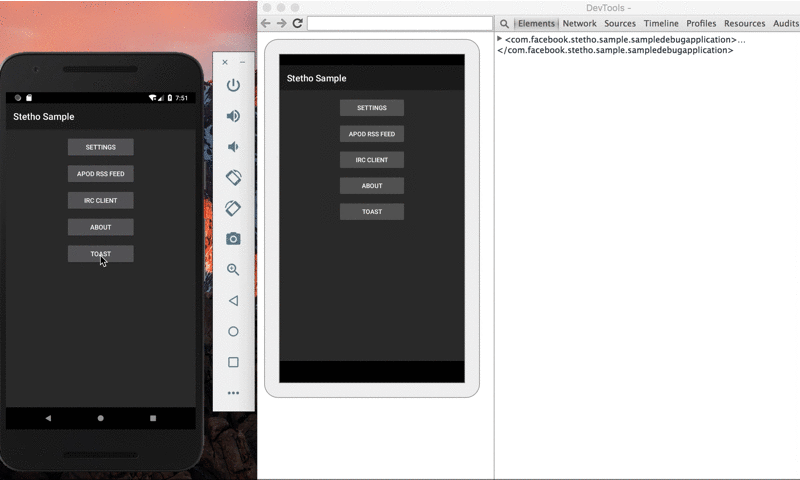 7:51
Stetho Sample
SETTINGS
APOD RSS FEED
IRC CLIENT
ABOUT
TOAST
DevTools -
Stetho Sample
SETTINGS
APOD RSS FEED
IRC CLIENT
ABOUT
TOAST
Elements Network Sources Timeline Profiles Resources Audits
<com.facebook.stetho.sample.sampledebugapplication>...
</com.facebook.stetho.sample.sampledebugapplication>